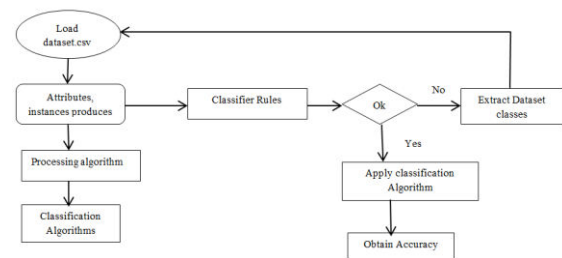 Load
dataset.csv
Attributes,
instances produces
Classifier Rules
Ok
No
Extract Dataset
classes
Yes
Processing algorithm
Apply classification
Algorithm
Classification
Algorithms
Obtain Accuracy